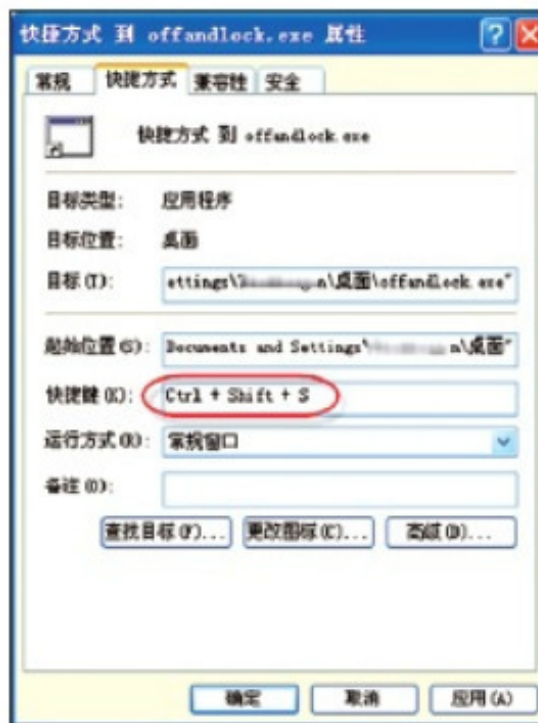 快捷方式 到 offandlock.exe 属性
常规 快捷方式 兼容性 安全
快捷方式 到 offandlock.exe
目标类型: 应用程序
目标位置: 桌面
目标(T): ettings\n\桌面\offandlock.exe"
起始位置(S): Documents and Settings\n\桌面"
快捷键(K): Ctrl + Shift + S
运行方式(R): 常规窗口
备注(O):
查找目标(F)... 更改图标(C)... 高级(D)...
确定 取消 应用(A)